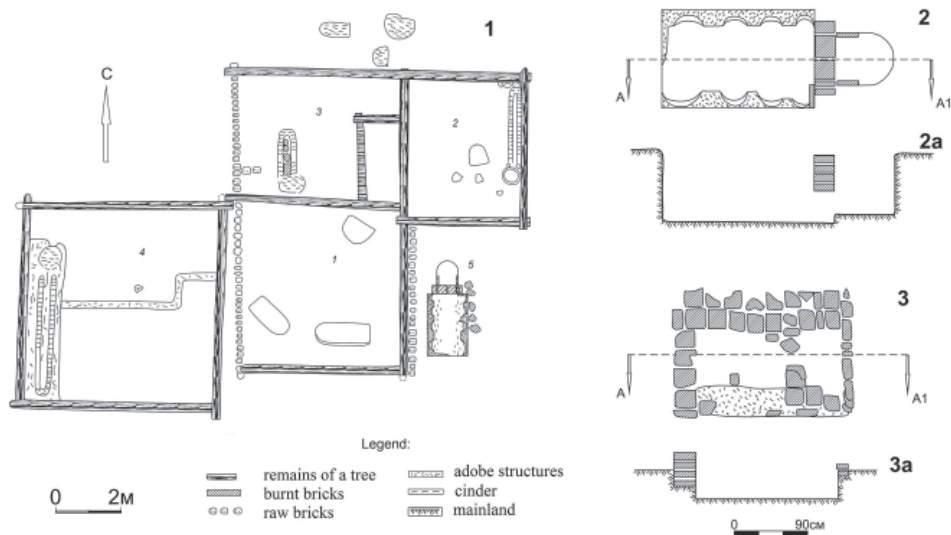 1
С
3
2
4
1
5
0 2м
Legend:
remains of a tree
burnt bricks
raw bricks
adobe structures
cinder
mainland
2
A A1
2a
3
A A1
3a
0 90см